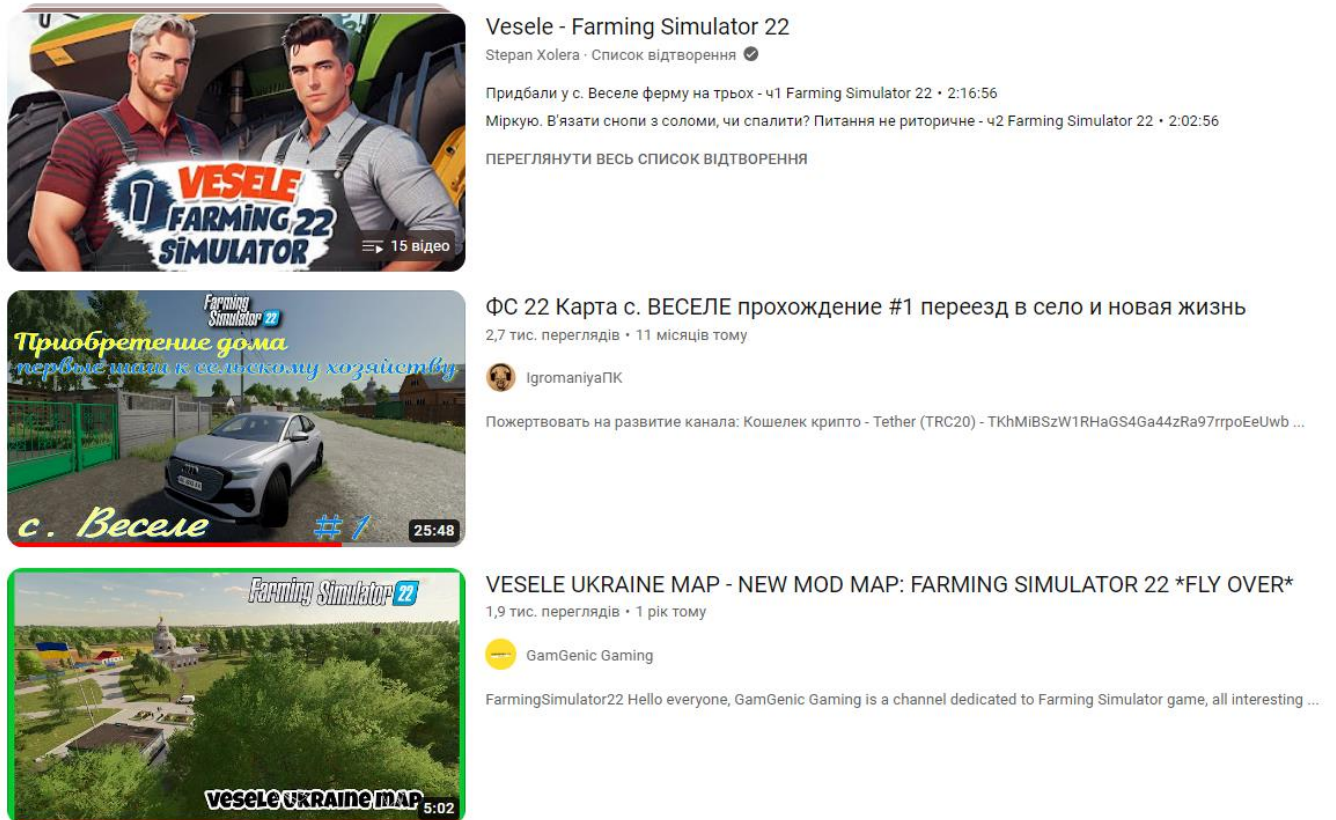 Vesele - Farming Simulator 22
Stepan Xolera · Список відтворення
Придбали у с. Веселе ферму на трьох - ч1 Farming Simulator 22 • 2:16:56
Міркую. В'язати снопи з соломи, чи спалити? Питання не риторичне - ч2 Farming Simulator 22 • 2:02:56
ПЕРЕГЛЯНУТИ ВЕСЬ СПИСОК ВІДТВОРЕННЯ
1 VESELE
FARMING 22
SIMULATOR
15 відео
ФС 22 Карта с. ВЕСЕЛЕ прохождение #1 переезд в село и новая жизнь
2,7 тис. переглядів • 11 місяців тому
IgromaniyaПК
Пожертвовать на развитие канала: Кошелек крипто - Tether (TRC20) - TKhMiBSzW1RHaGS4Ga44zRa97rrpoEeUwb ...
Farming
Simulator 22
Приобретение дома
первые шаги к сельскому хозяйству
с. Веселе #1
25:48
VESELE UKRAINE MAP - NEW MOD MAP: FARMING SIMULATOR 22 *FLY OVER*
1,9 тис. переглядів • 1 рік тому
GamGenic Gaming
FarmingSimulator22 Hello everyone, GamGenic Gaming is a channel dedicated to Farming Simulator game, all interesting ...
Farming Simulator 22
VESELE UKRAINE MAP
5:02